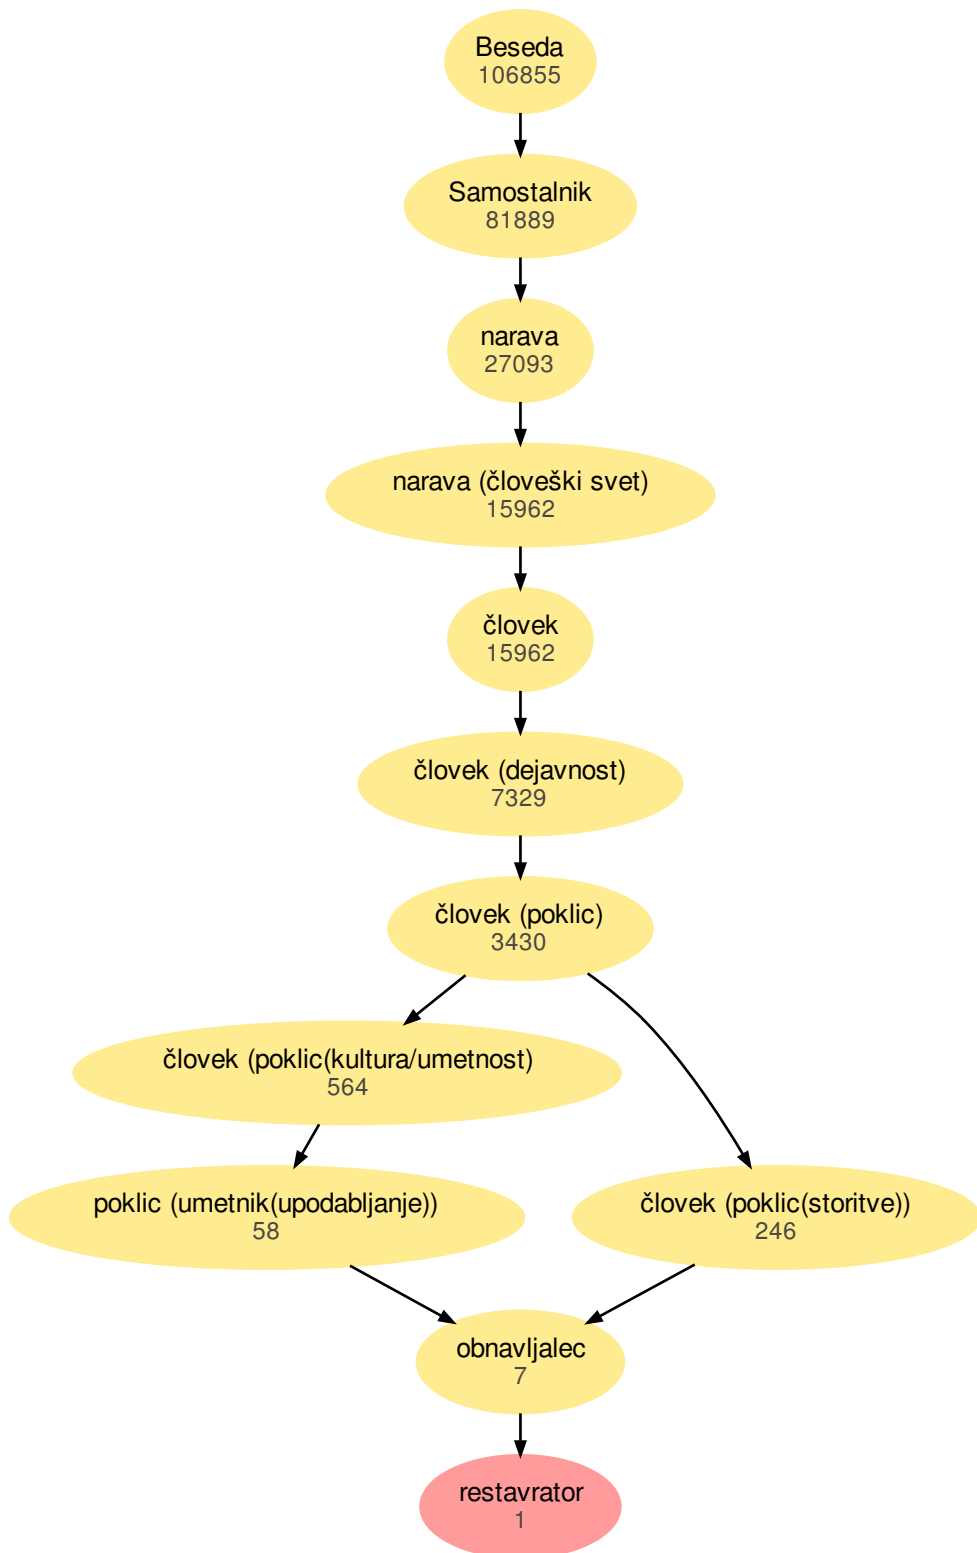 Beseda
106855
Samostalnik
81889
narava
27093
narava (človeški svet)
15962
človek
15962
človek (dejavnost)
7329
človek (poklic)
3430
človek (poklic(kultura/umetnost)
564
poklic (umetnik(upodabljanje))
58
človek (poklic(storitve))
246
obnavljalec
7
restavrator
1